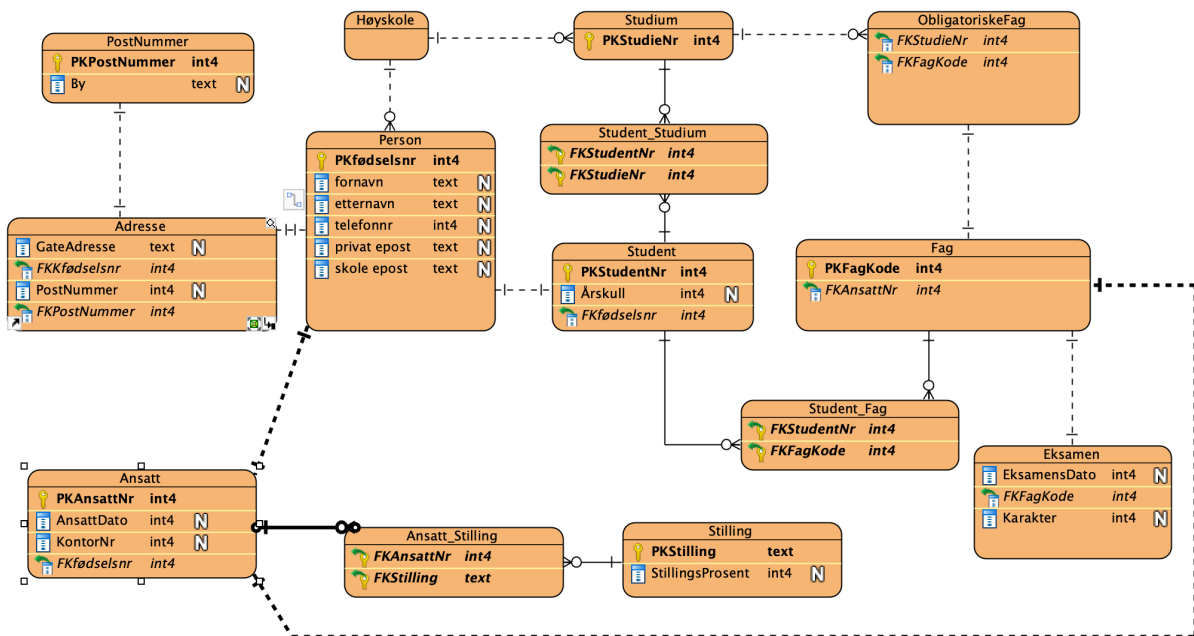 Høyskole
Studium
PKStudieNr int4
ObligatoriskeFag
FKStudieNr int4
FKFagKode int4
PostNummer
PKPostNummer int4
By text N
Person
PKfødselsnr int4
fornavn text N
etternavn text N
telefonnr int4 N
privat epost text N
skole epost text N
Student_Studium
FKStudentNr int4
FKStudieNr int4
Adresse
GateAdresse text N
FKKfødselsnr int4
PostNummer int4 N
FKPostNummer int4
Student
PKStudentNr int4
Årskull int4 N
FKfødselsnr int4
Fag
PKFagKode int4
FKAnsattNr int4
Student_Fag
FKStudentNr int4
FKFagKode int4
Eksamen
EksamensDato int4 N
FKFagKode int4
Karakter int4 N
Ansatt
PKAnsattNr int4
AnsattDato int4 N
KontorNr int4 N
FKfødselsnr int4
Ansatt_Stilling
FKAnsattNr int4
FKStilling text
Stilling
PKStilling text
StillingsProsent int4 N